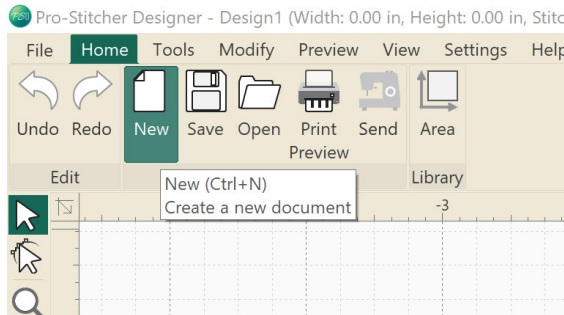 Pro-Stitcher Designer - Design1 (Width: 0.00 in, Height: 0.00 in,
File Home Tools Modify Preview View Settings Help
Undo Redo New Save Open Print Preview Send Area
Edit Library
New (Ctrl+N)
Create a new document
-3